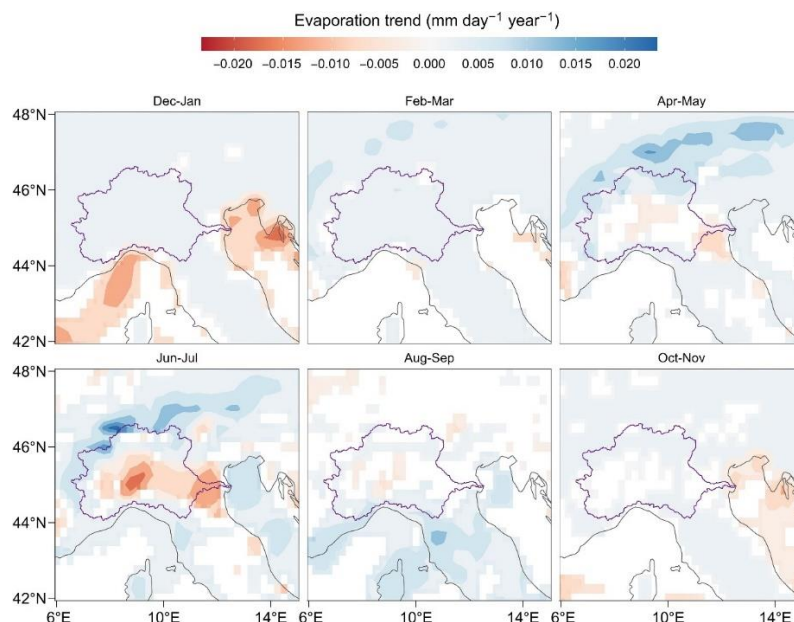 Evaporation trend (mm day⁻¹ year⁻¹)
−0.020 −0.015 −0.010 −0.005 0.000 0.005 0.010 0.015 0.020
Dec-Jan Feb-Mar Apr-May
48°N
46°N
44°N
42°N
Jun-Jul Aug-Sep Oct-Nov
48°N
46°N
44°N
42°N
6°E 10°E 14°E 6°E 10°E 14°E 6°E 10°E 14°E